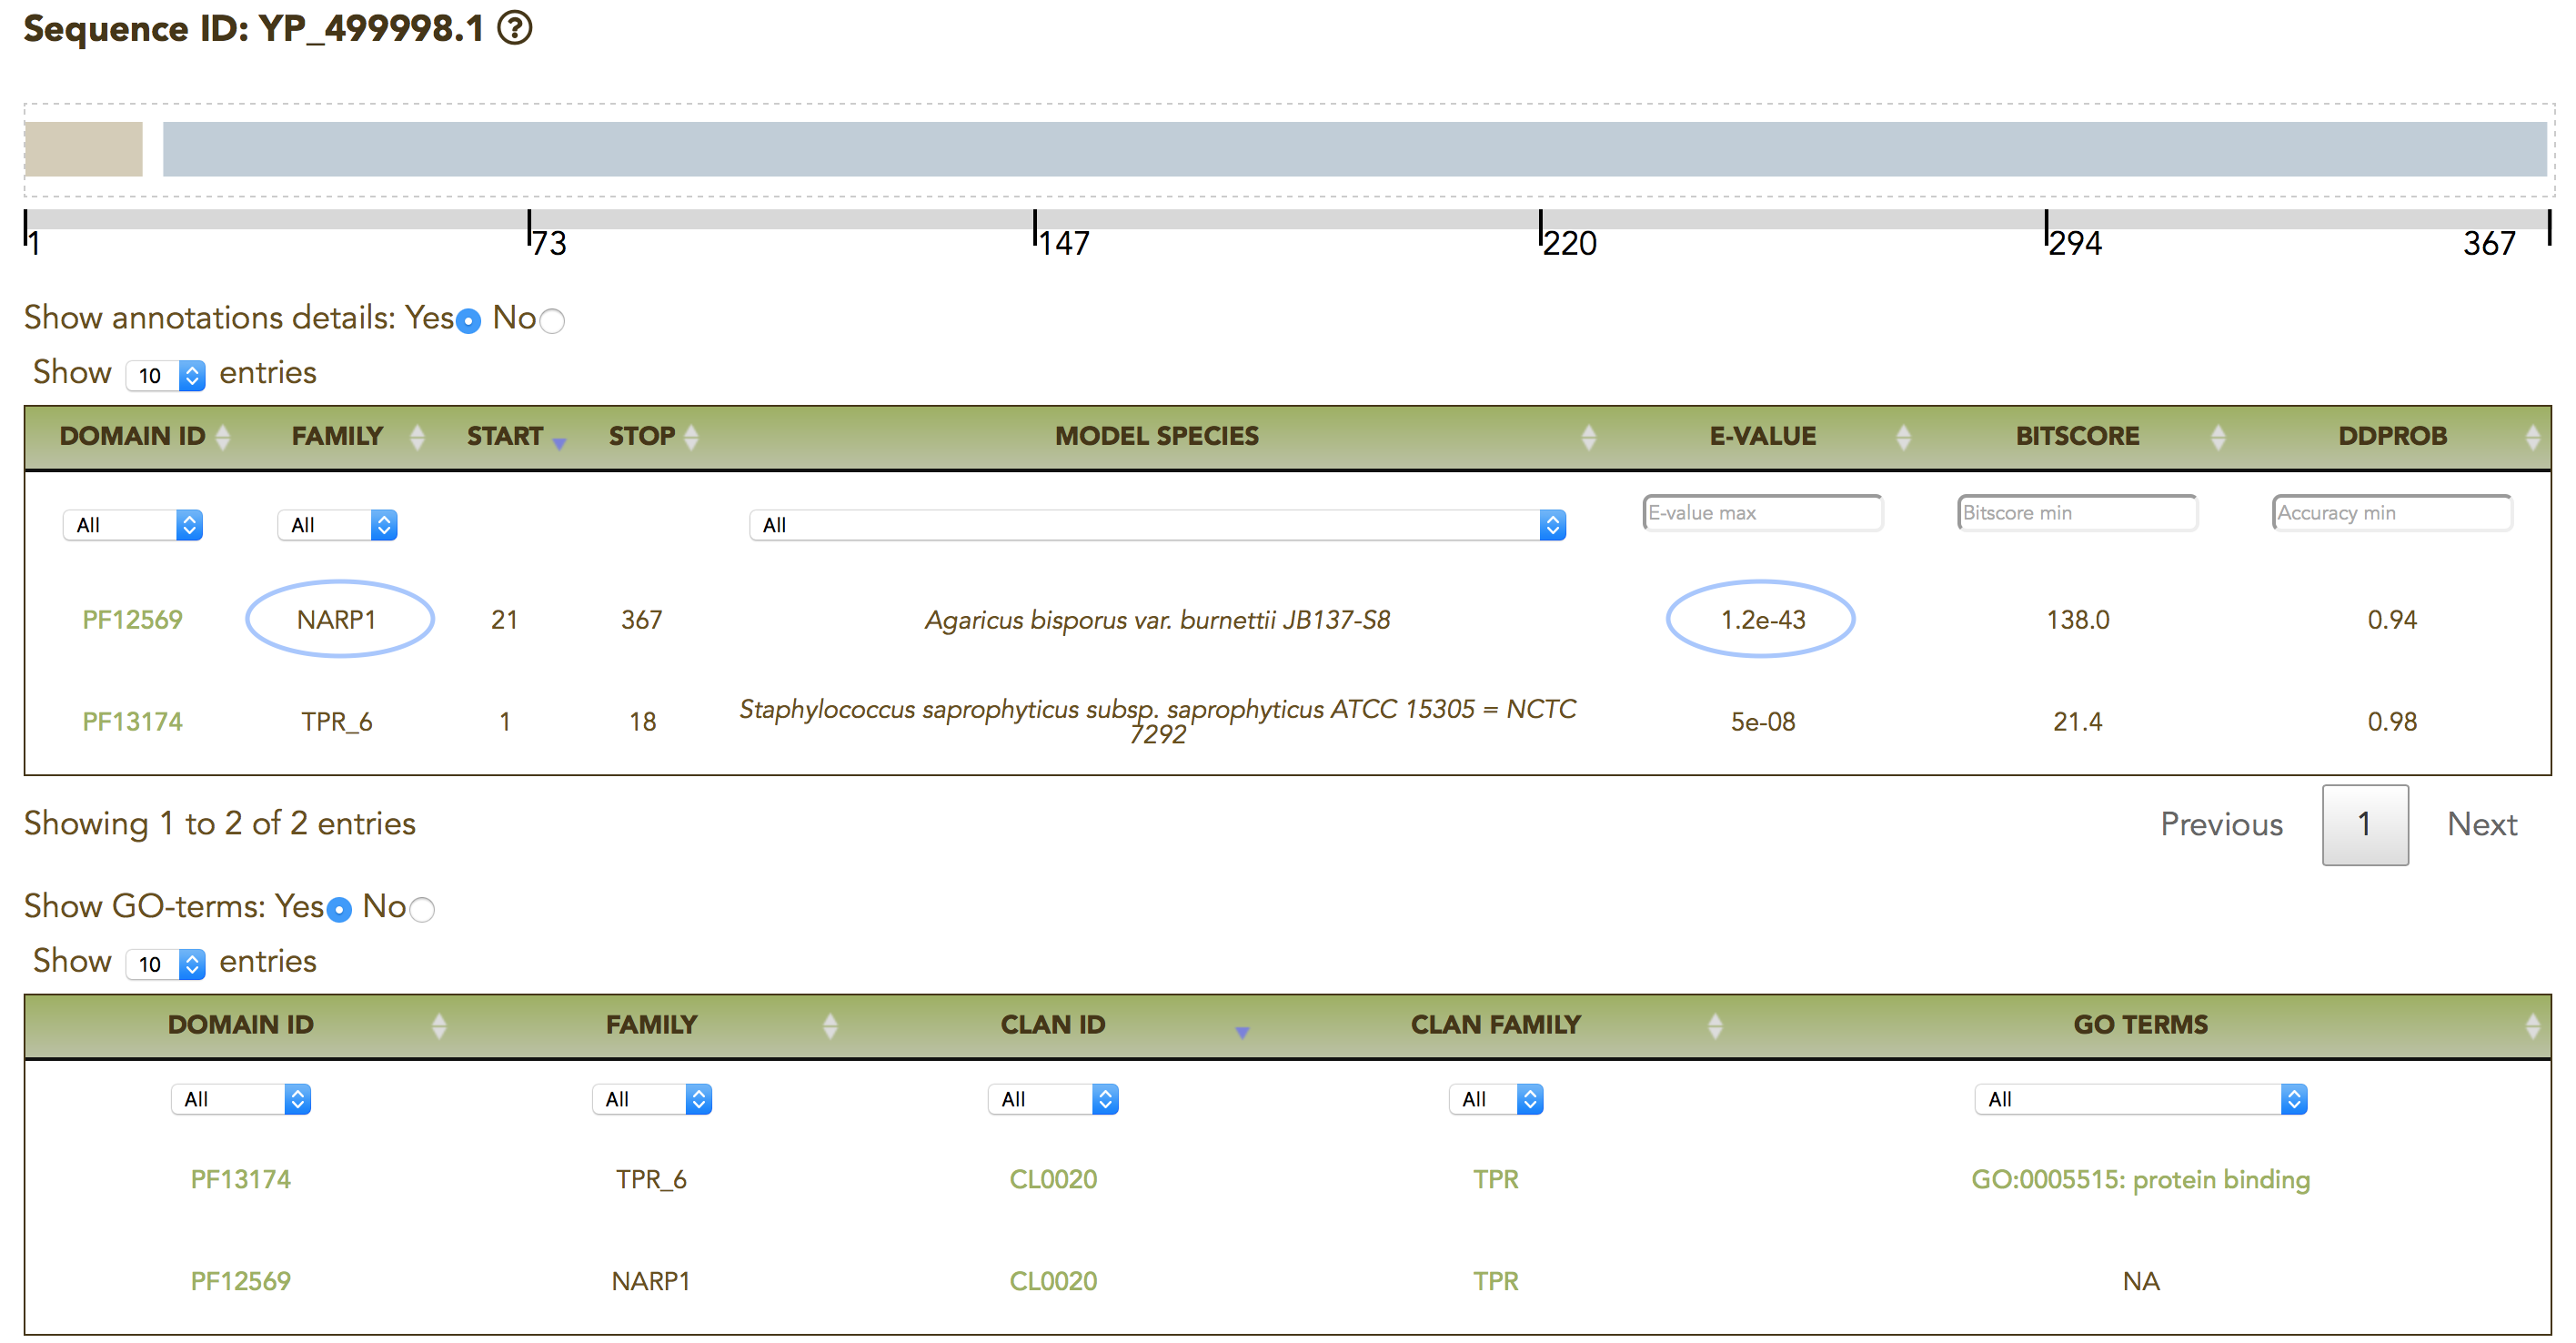 Sequence ID: YP_499998.1 ?
1 73 147 220 294 367
Show annotations details: Yes No
Show 10 entries
DOMAIN ID FAMILY START STOP MODEL SPECIES E-VALUE BITSCORE DDPROB
All All All E-value max Bitscore min Accuracy min
PF12569 NARP1 21 367 Agaricus bisporus var. burnettii JB137-S8 1.2e-43 138.0 0.94
PF13174 TPR_6 1 18 Staphylococcus saprophyticus subsp. saprophyticus ATCC 15305 = NCTC 5e-08 21.4 0.98
7292
Showing 1 to 2 of 2 entries Previous 1 Next
Show GO-terms: Yes No
Show 10 entries
DOMAIN ID FAMILY CLAN ID CLAN FAMILY GO TERMS
All All All All All
PF13174 TPR_6 CL0020 TPR GO:0005515: protein binding
PF12569 NARP1 CL0020 TPR NA